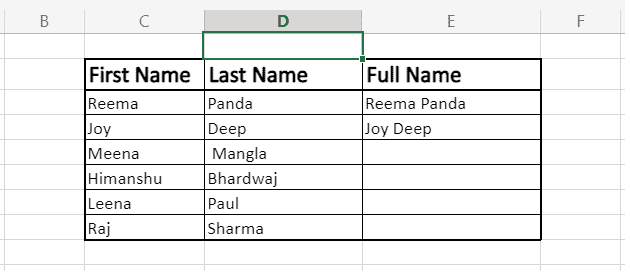 B C D E F
First Name Last Name Full Name
Reema Panda Reema Panda
Joy Deep Joy Deep
Meena Mangla
Himanshu Bhardwaj
Leena Paul
Raj Sharma